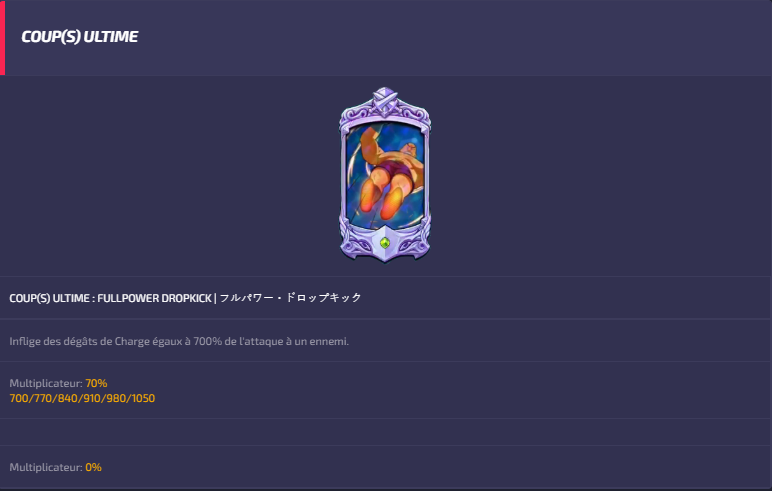 COUP(S) ULTIME
COUP(S) ULTIME : FULLPOWER DROPKICK | フルパワー・ドロップキック
Inflige des dégâts de Charge égaux à 700% de l'attaque à un ennemi.
Multiplicateur: 70%
700/770/840/910/980/1050
Multiplicateur: 0%